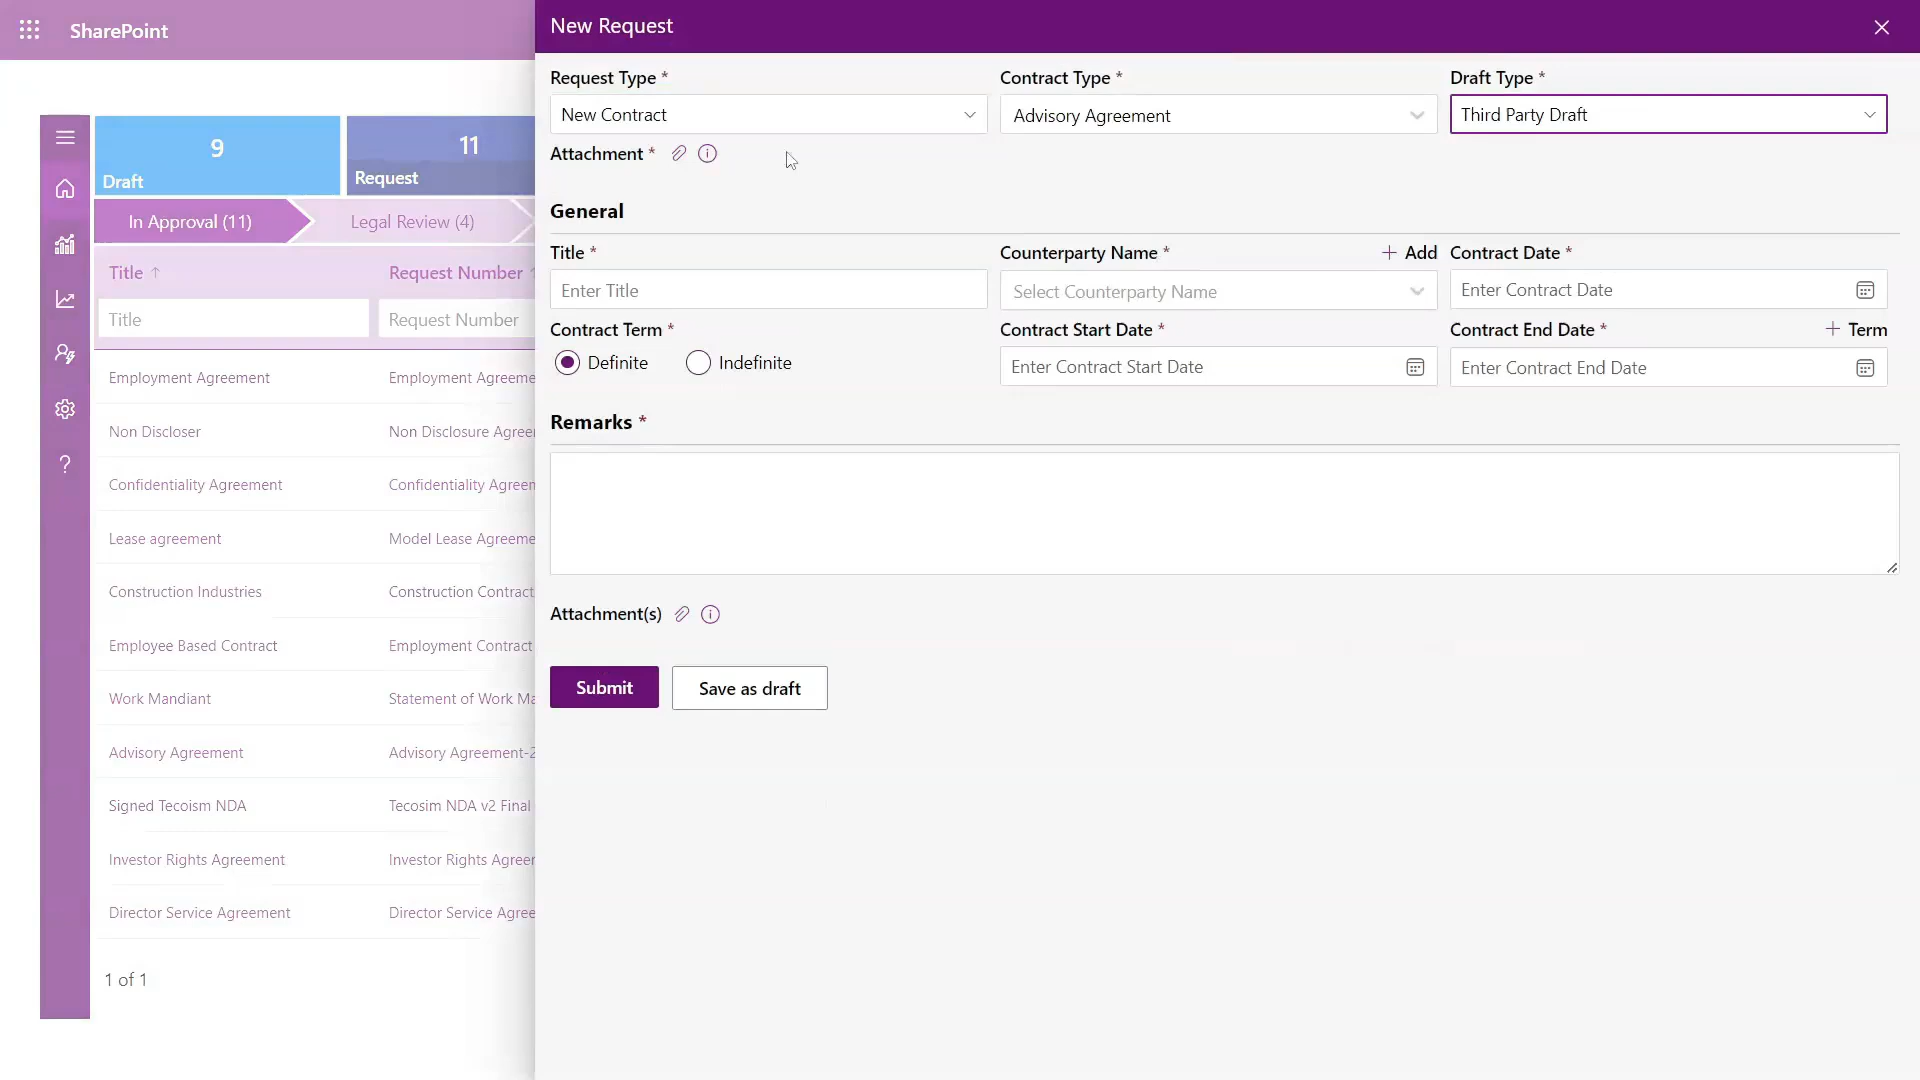 SharePoint
9
Draft
11
Request
In Approval (11)
Legal Review (4)
Title ↑
Request Number
Title
Request Number
Employment Agreement
Employment Agreeme
Non Discloser
Non Disclosure Agree
Confidentiality Agreement
Confidentiality Agreen
Lease agreement
Model Lease Agreeme
Construction Industries
Construction Contract
Employee Based Contract
Employment Contract
Work Mandiant
Statement of Work Ma
Advisory Agreement
Advisory Agreement-2
Signed Tecoism NDA
Tecosim NDA v2 Final
Investor Rights Agreement
Investor Rights Agreer
Director Service Agreement
Director Service Agree
1 of 1
New Request
Request Type *
Contract Type *
Draft Type *
New Contract
Advisory Agreement
Third Party Draft
Attachment *
General
Title *
Counterparty Name *
+ Add
Contract Date *
Enter Title
Select Counterparty Name
Enter Contract Date
Contract Term *
Contract Start Date *
Contract End Date *
+ Term
Definite
Indefinite
Enter Contract Start Date
Enter Contract End Date
Remarks *
Attachment(s)
Submit
Save as draft